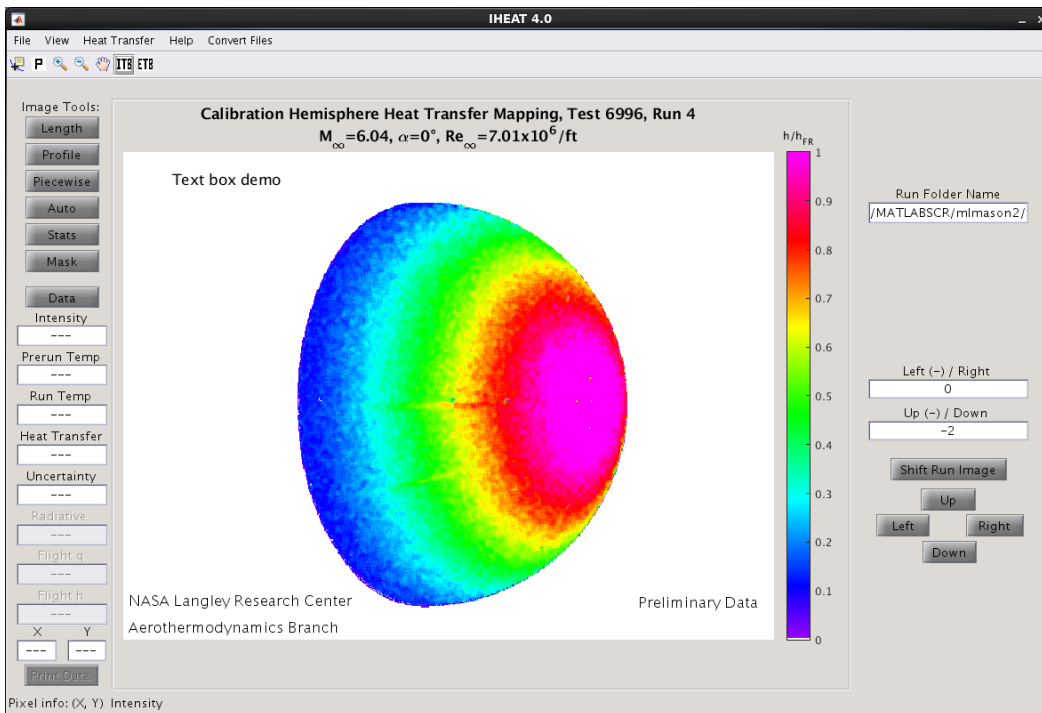 IHEAT 4.0
File View Heat Transfer Help Convert Files
P ITB ETB
Image Tools:
Length
Profile
Piecewise
Auto
Stats
Mask
Data
Intensity
---
Prerun Temp
---
Run Temp
---
Heat Transfer
---
Uncertainty
---
Radiative
---
Flight q
---
Flight h
---
X Y
--- ---
Print Data
Pixel info: (X, Y) Intensity
Calibration Hemisphere Heat Transfer Mapping, Test 6996, Run 4
M∞=6.04, α=0°, Re∞=7.01x10⁶/ft
Text box demo
NASA Langley Research Center
Aerothermodynamics Branch
Preliminary Data
h/hFR
1
0.9
0.8
0.7
0.6
0.5
0.4
0.3
0.2
0.1
0
Run Folder Name
/MATLABSCR/mlmason2/
Left (-) / Right
0
Up (-) / Down
-2
Shift Run Image
Up
Left Right
Down